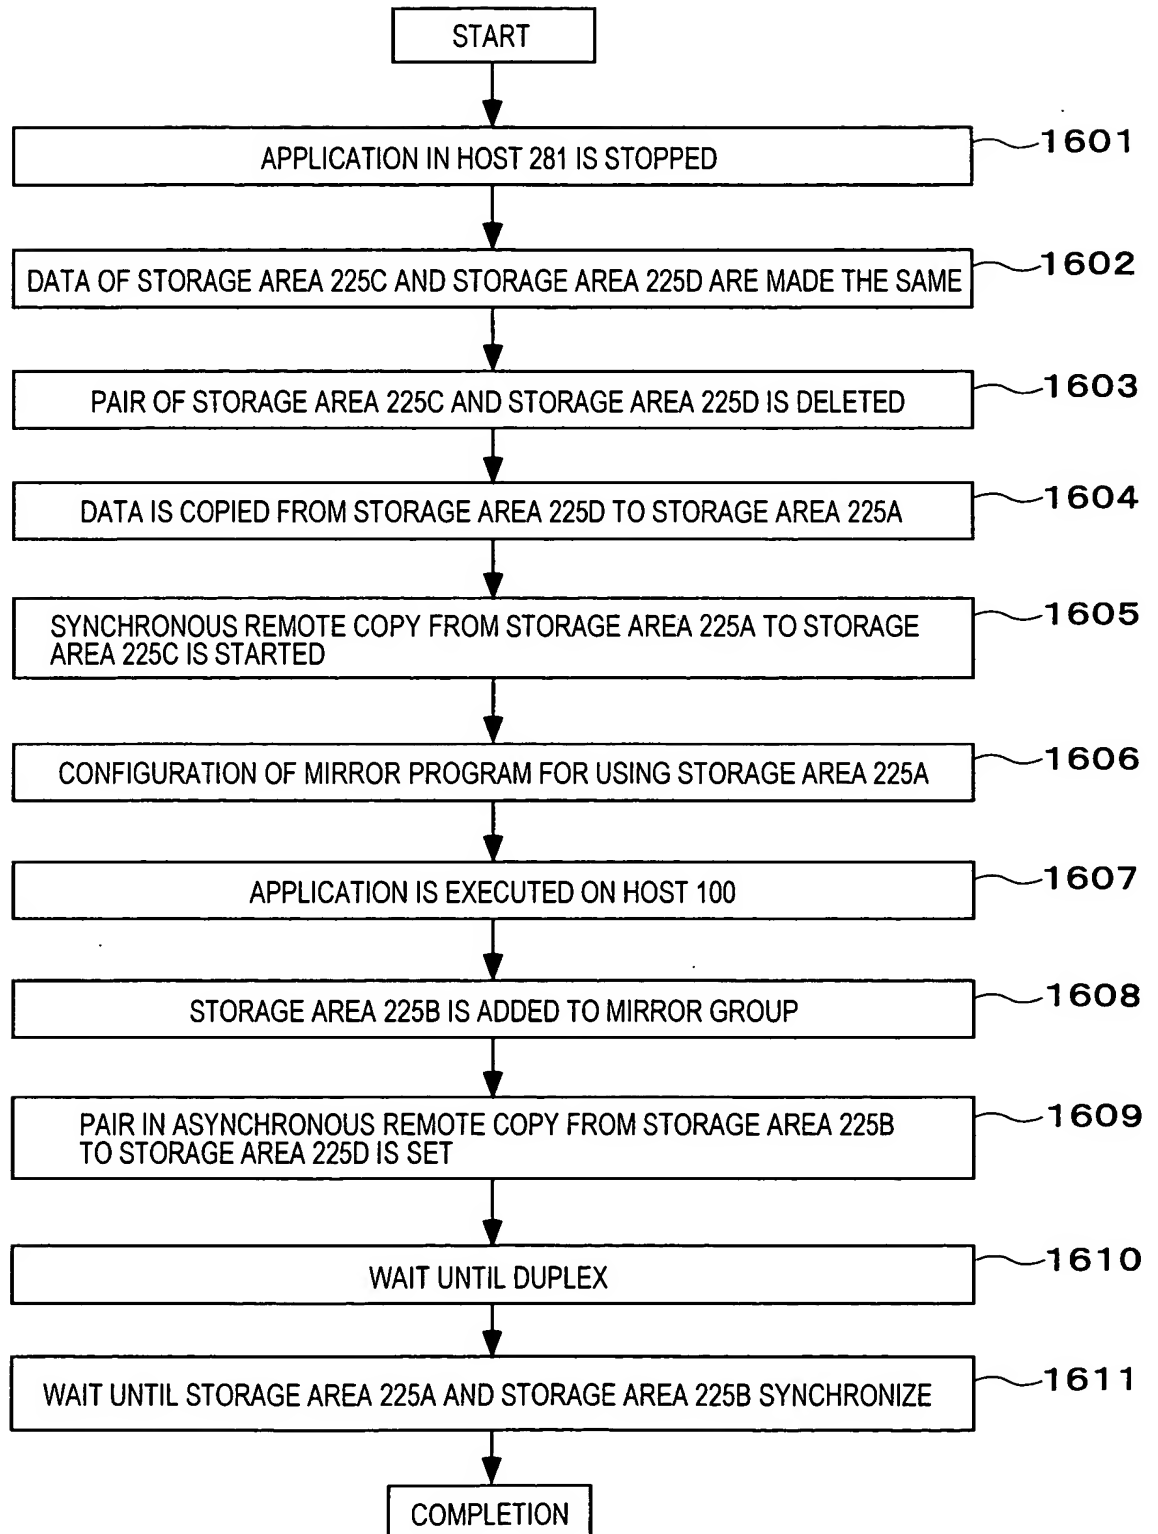 START
APPLICATION IN HOST 281 IS STOPPED
1601
DATA OF STORAGE AREA 225C AND STORAGE AREA 225D ARE MADE THE SAME
1602
PAIR OF STORAGE AREA 225C AND STORAGE AREA 225D IS DELETED
1603
DATA IS COPIED FROM STORAGE AREA 225D TO STORAGE AREA 225A
1604
SYNCHRONOUS REMOTE COPY FROM STORAGE AREA 225A TO STORAGE
AREA 225C IS STARTED
1605
CONFIGURATION OF MIRROR PROGRAM FOR USING STORAGE AREA 225A
1606
APPLICATION IS EXECUTED ON HOST 100
1607
STORAGE AREA 225B IS ADDED TO MIRROR GROUP
1608
PAIR IN ASYNCHRONOUS REMOTE COPY FROM STORAGE AREA 225B
TO STORAGE AREA 225D IS SET
1609
WAIT UNTIL DUPLEX
1610
WAIT UNTIL STORAGE AREA 225A AND STORAGE AREA 225B SYNCHRONIZE
1611
COMPLETION